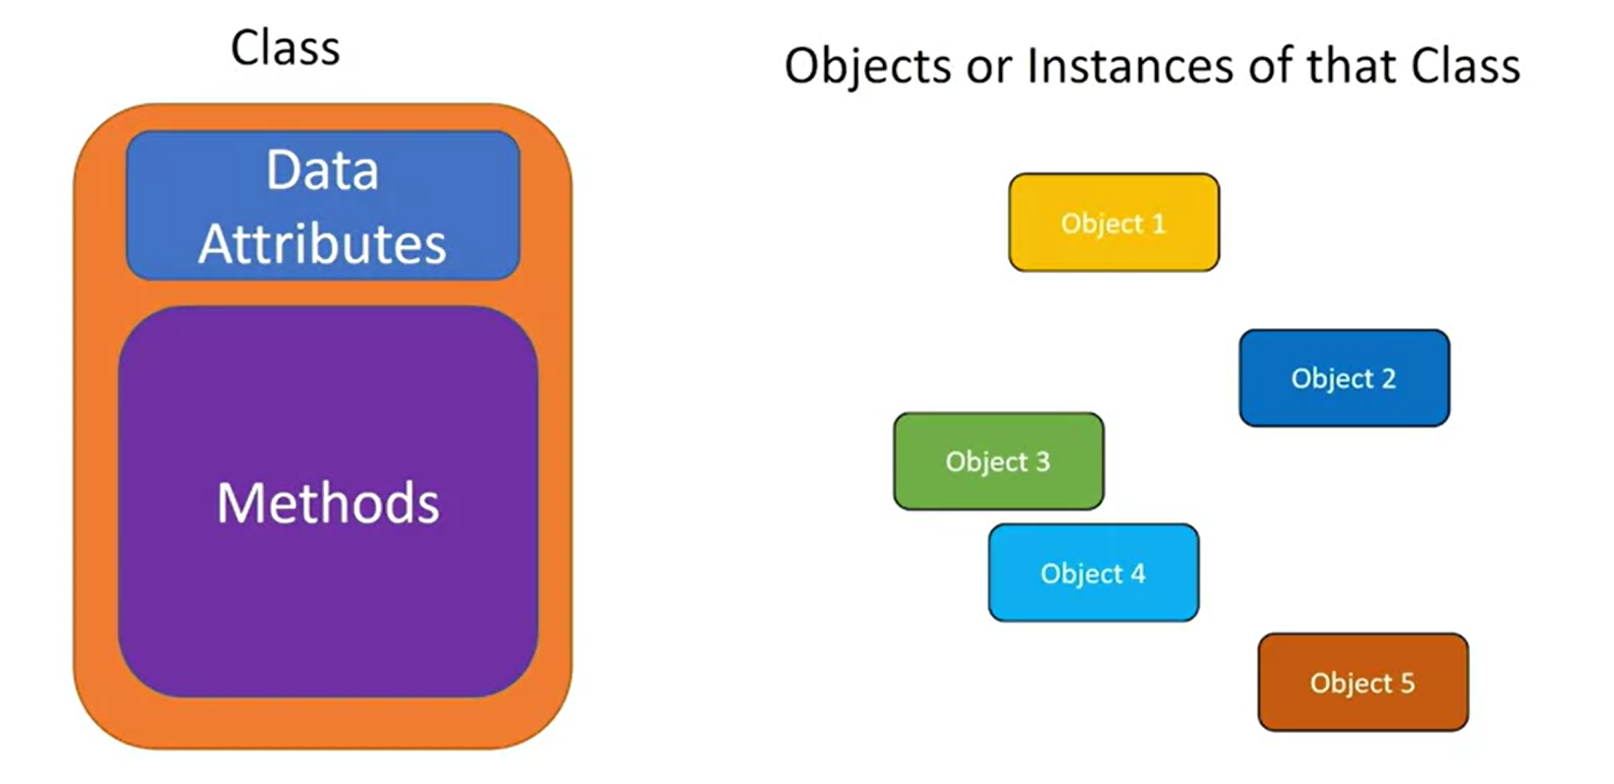 Class
Objects or Instances of that Class
Data
Attributes
Methods
Object 1
Object 2
Object 3
Object 4
Object 5